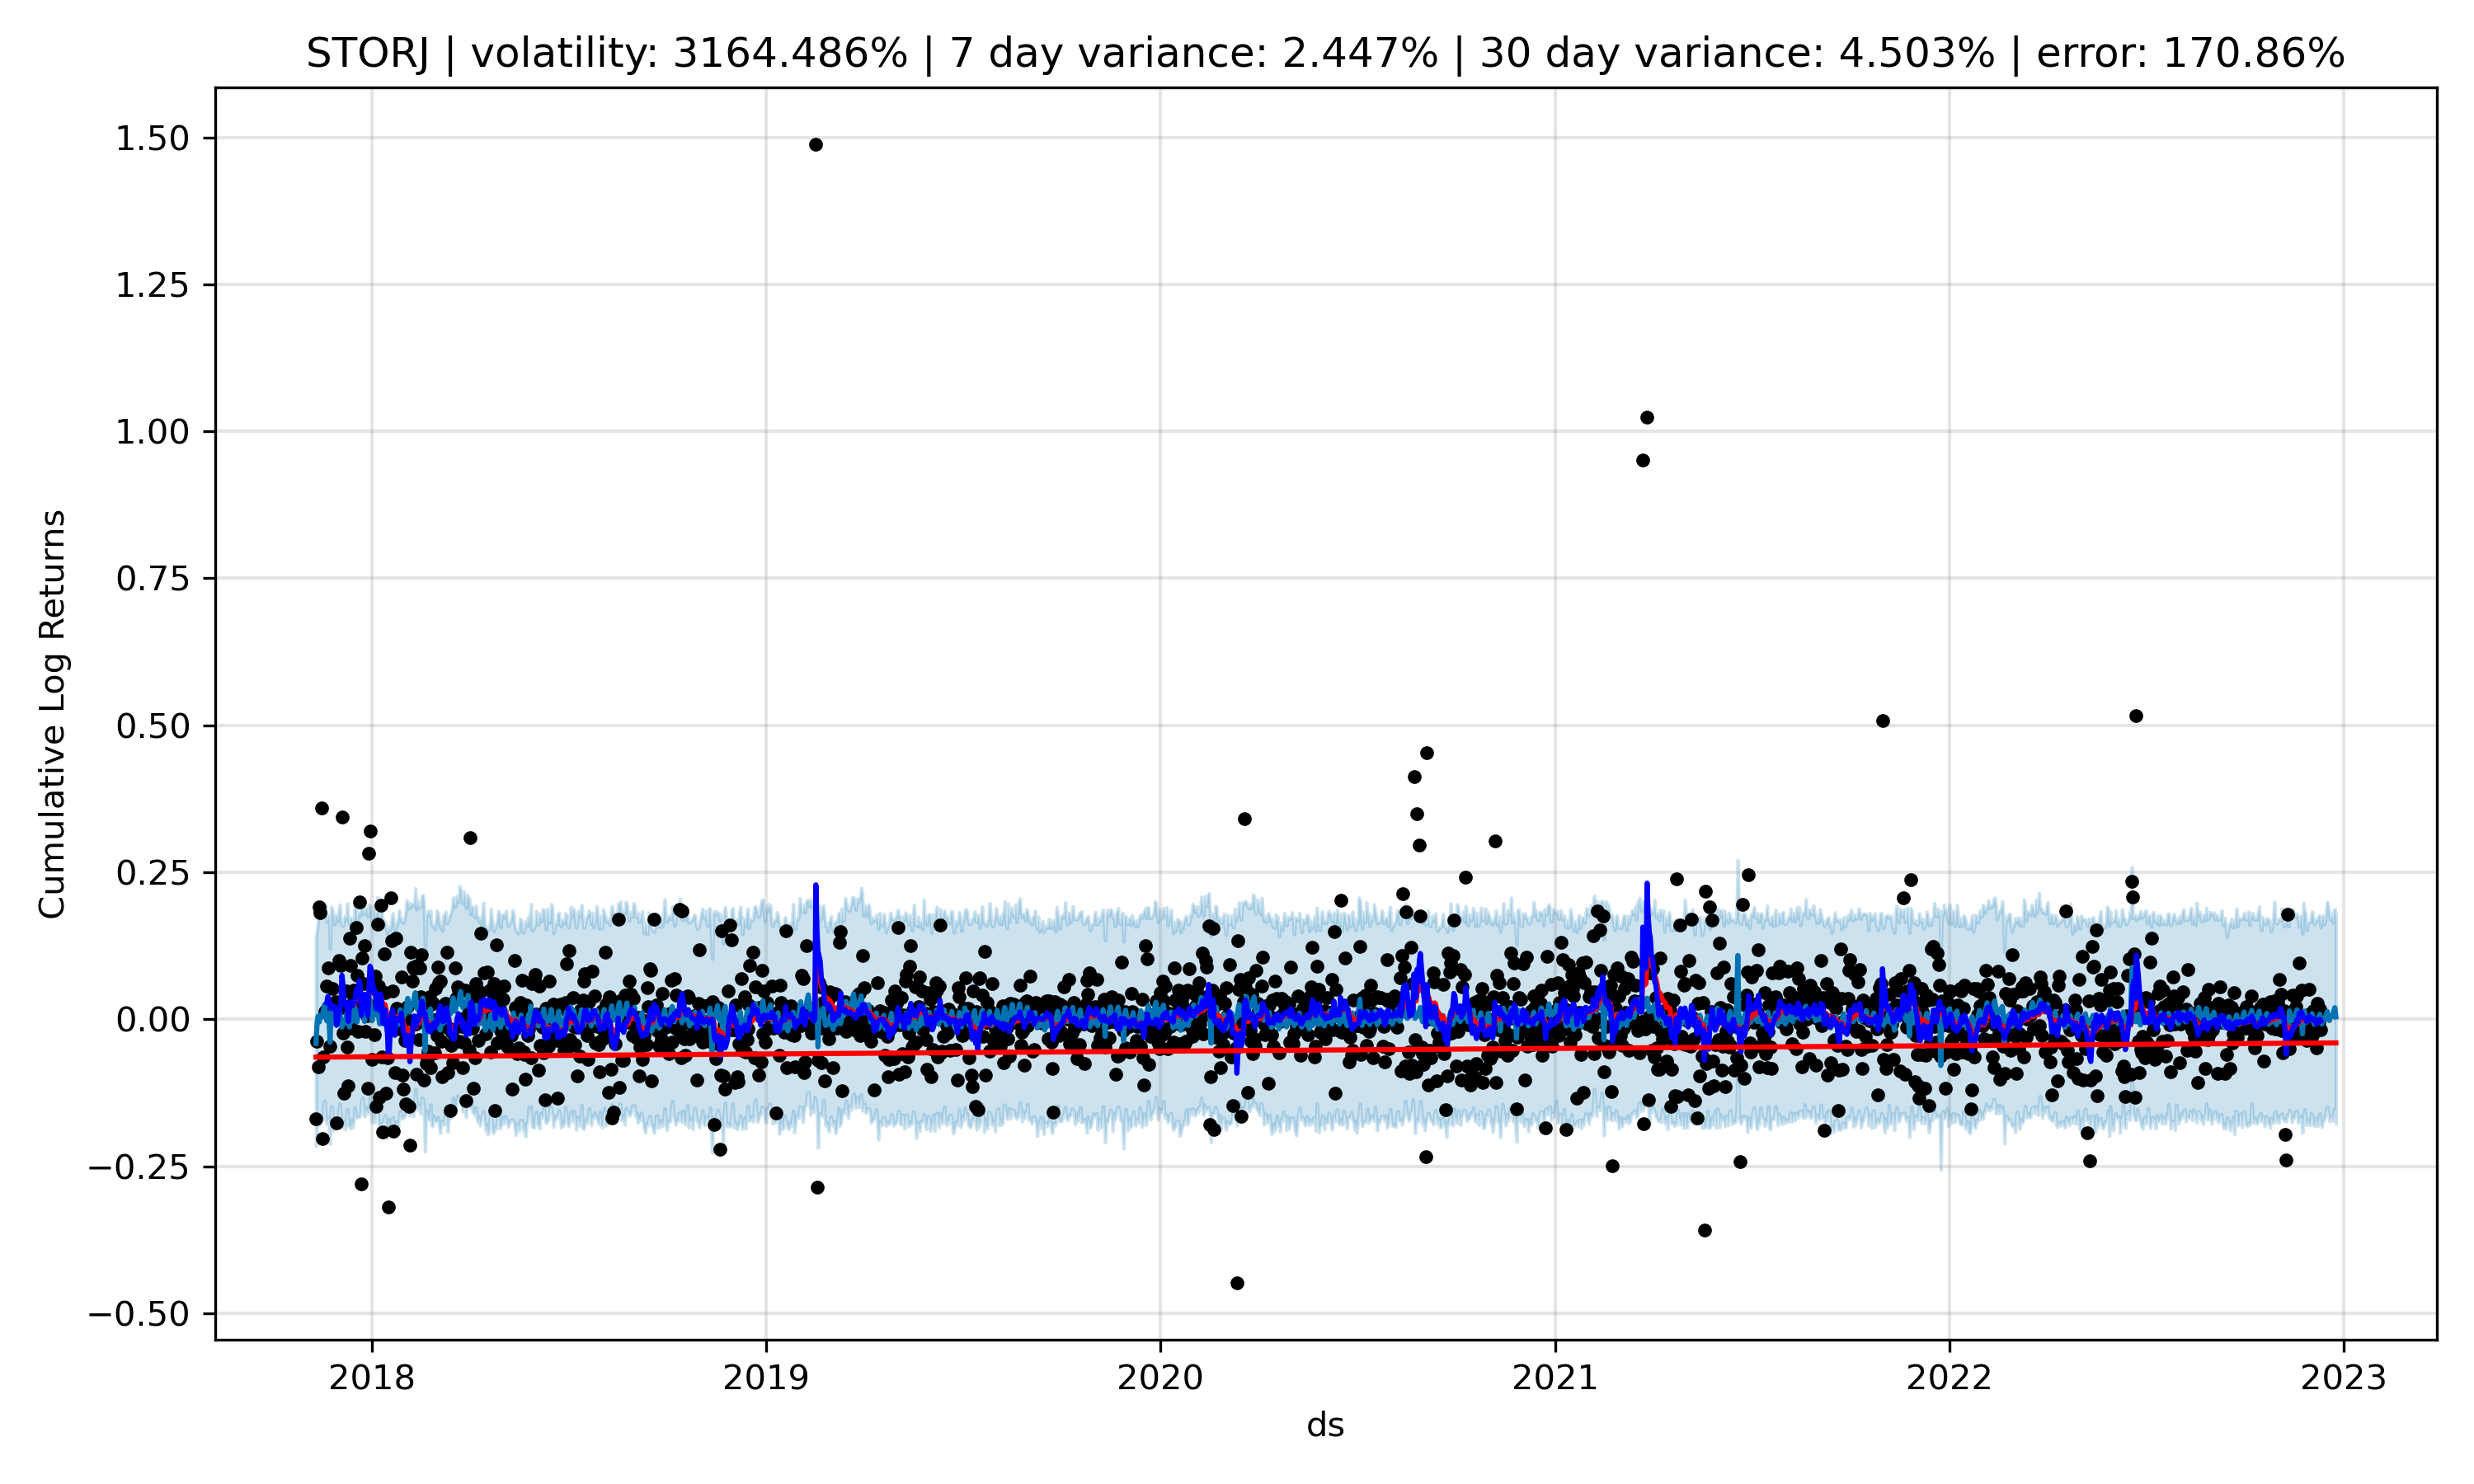 STORJ | volatility: 3164.486% | 7 day variance: 2.447% | 30 day variance: 4.503% | error: 170.86%
Cumulative Log Returns
1.50
1.25
1.00
0.75
0.50
0.25
0.00
−0.25
−0.50
2018 2019 2020 2021 2022 2023
ds